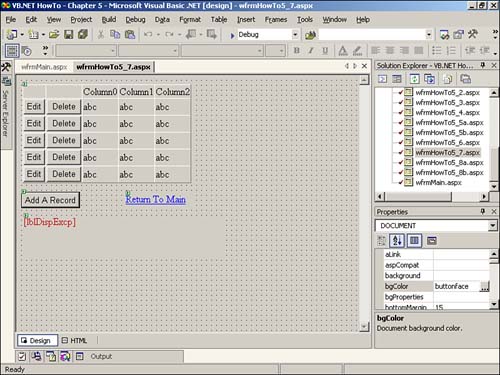 VB.NET HowTo - Chapter 5 - Microsoft Visual Basic .NET [design] - wfrmHowTo5_7.aspx
File Edit View Project Build Debug Data Format Table Insert Frames Tools Window Help
Debug
B I U
wfrmMain.aspx wfrmHowTo5_7.aspx
Server Explorer
Column0 Column1 Column2
Edit Delete abc abc abc
Edit Delete abc abc abc
Edit Delete abc abc abc
Edit Delete abc abc abc
Edit Delete abc abc abc
Add A Record Return To Main
[lblDispExcp]
Design HTML
Solution Explorer - VB.NET Ho...
wfrmHowTo5_2.aspx
wfrmHowTo5_3.aspx
wfrmHowTo5_4.aspx
wfrmHowTo5_5a.aspx
wfrmHowTo5_5b.aspx
wfrmHowTo5_6.aspx
wfrmHowTo5_7.aspx
wfrmHowTo5_8a.aspx
wfrmHowTo5_8b.aspx
wfrmMain.aspx
Properties
DOCUMENT
aLink
aspCompat
background
bgColor buttonface ...
bgProperties
bottomMargin 15
bgColor
Document background color.
Output
Ready